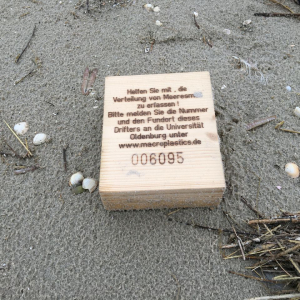 Helfen Sie mit , die
Verteilung von Meeresmüll
zu erfassen !
Bitte melden Sie die Nummer
und den Fundort dieses
Drifters an die Universität
Oldenburg unter
www.macroplastics.de
006095